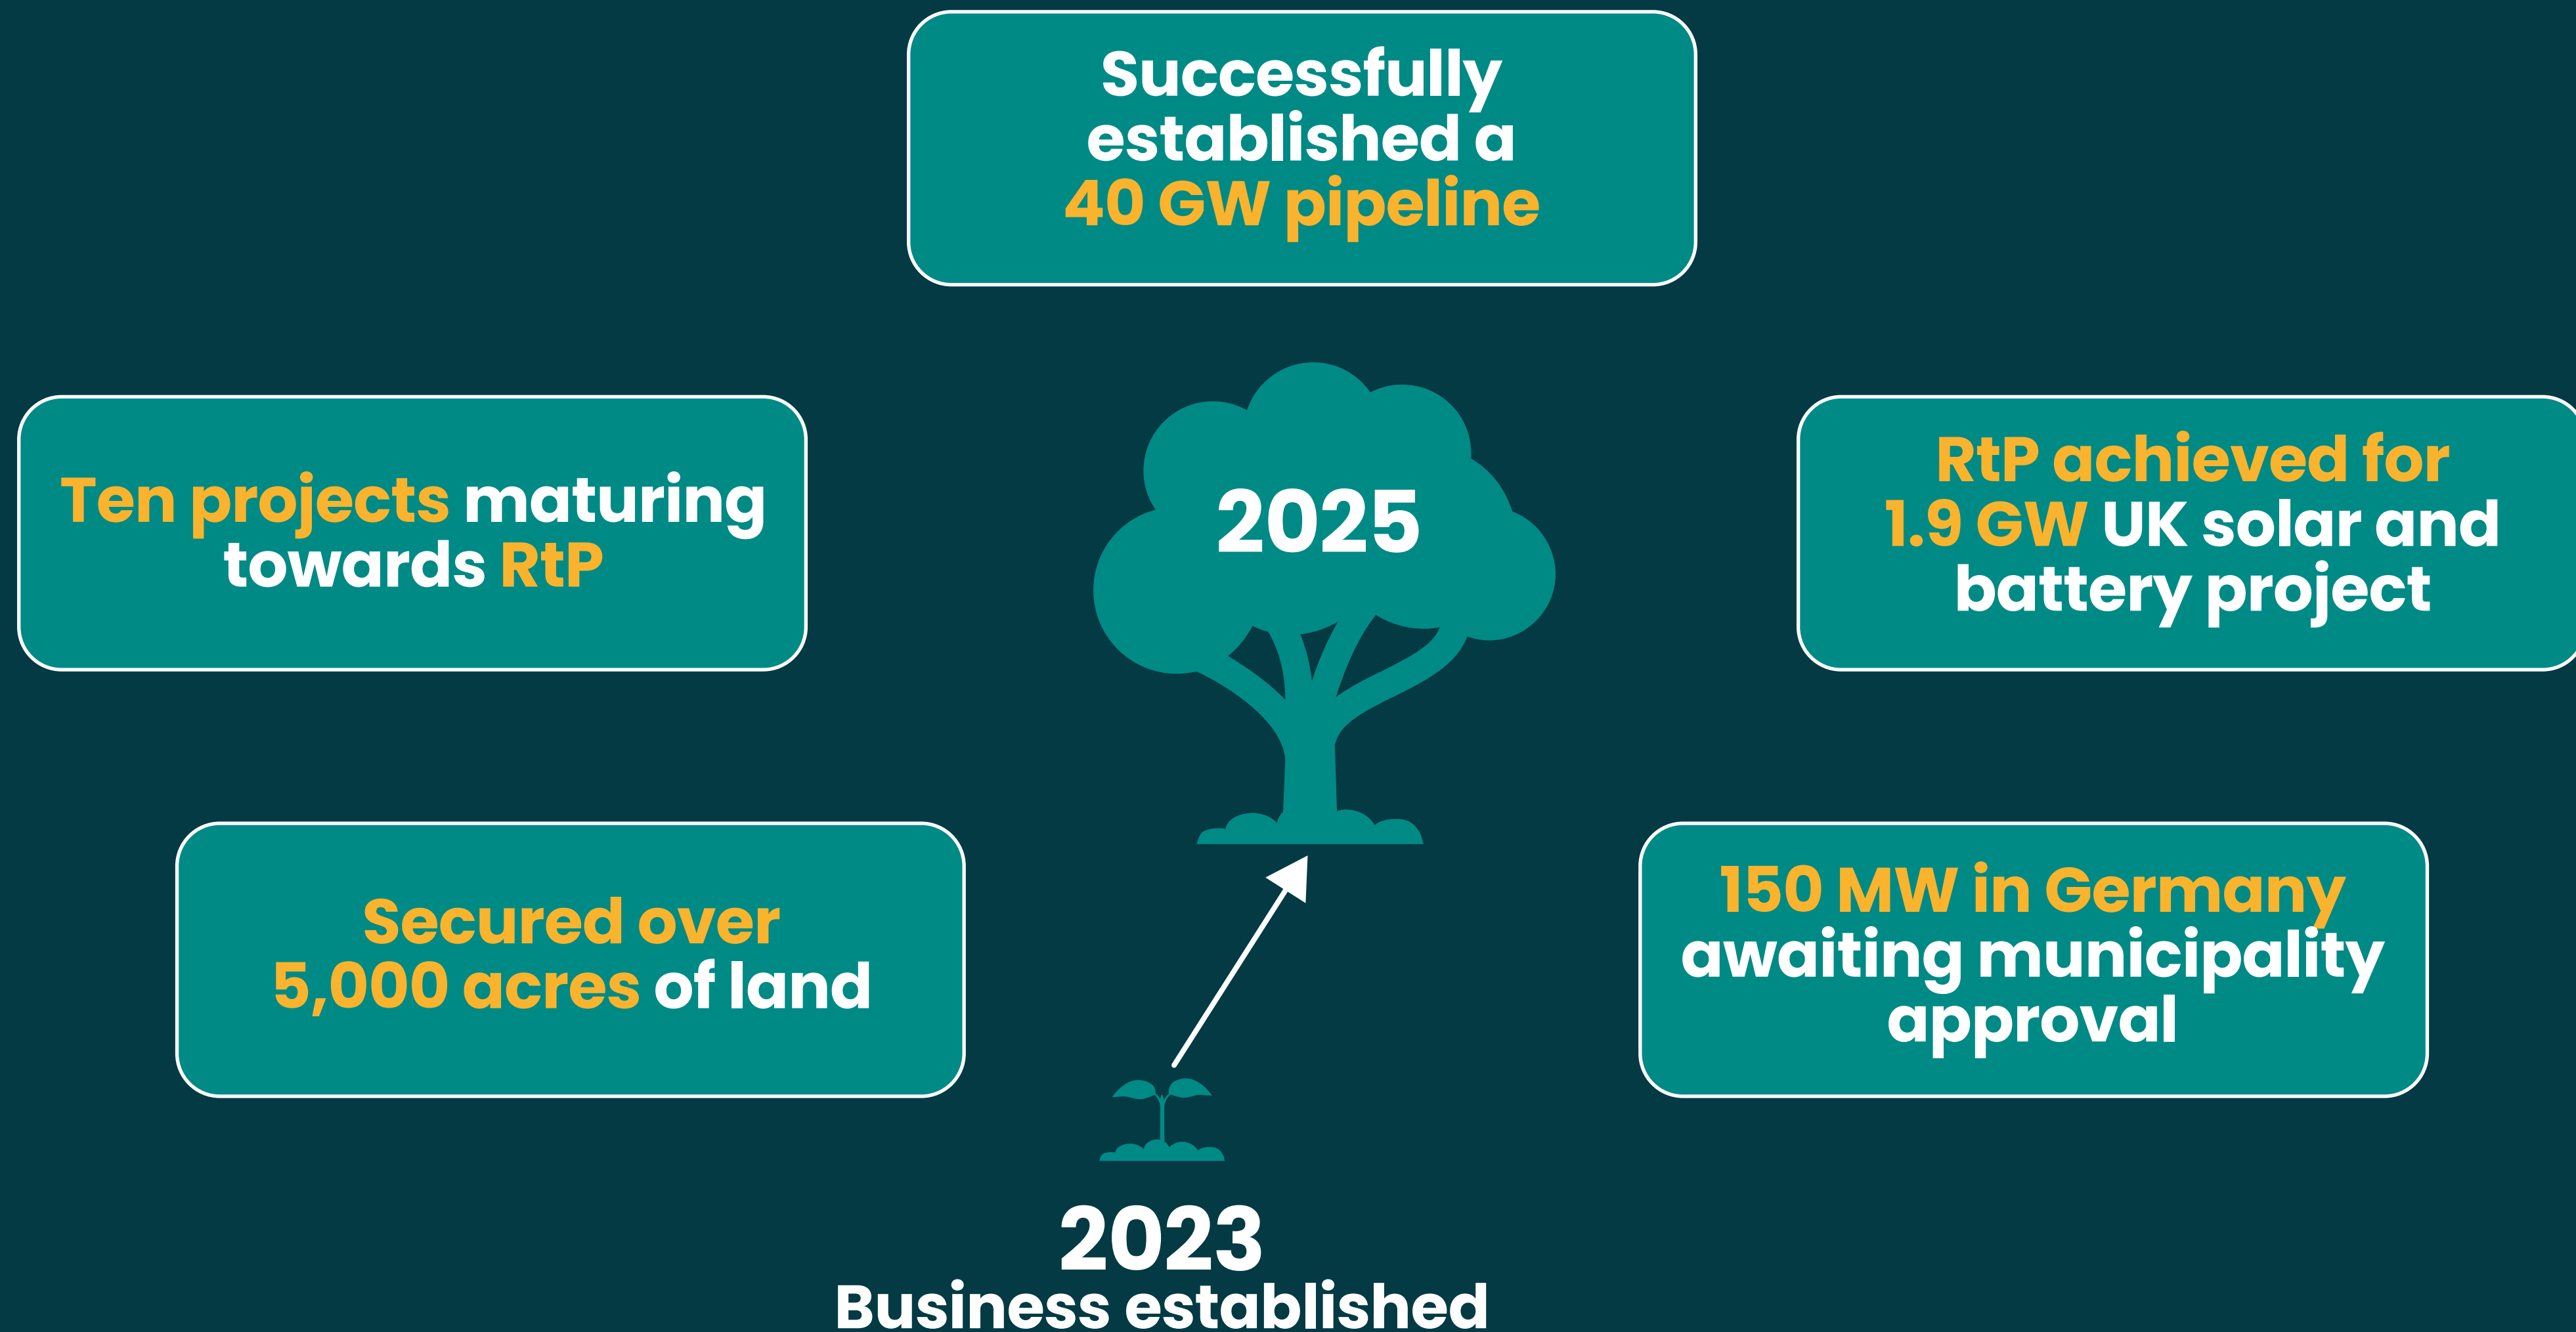 Successfully
established a
40 GW pipeline
Ten projects maturing
towards RtP
2025
RtP achieved for
1.9 GW UK solar and
battery project
Secured over
5,000 acres of land
150 MW in Germany
awaiting municipality
approval
2023
Business established